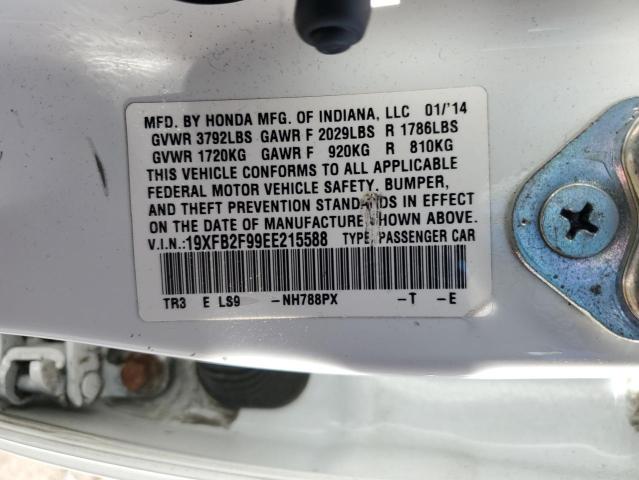 MFD. BY HONDA MFG. OF INDIANA, LLC 01/'14
GVWR 3792LBS GAWR F 2029LBS R 1786LBS
GVWR 1720KG GAWR F 920KG R 810KG
THIS VEHICLE CONFORMS TO ALL APPLICABLE
FEDERAL MOTOR VEHICLE SAFETY, BUMPER,
AND THEFT PREVENTION STANDARDS IN EFFECT
ON THE DATE OF MANUFACTURE SHOWN ABOVE.
V.I.N.:19XFB2F99EE215588 TYPE: PASSENGER CAR
TR3 E LS9 -NH788PX -T -E